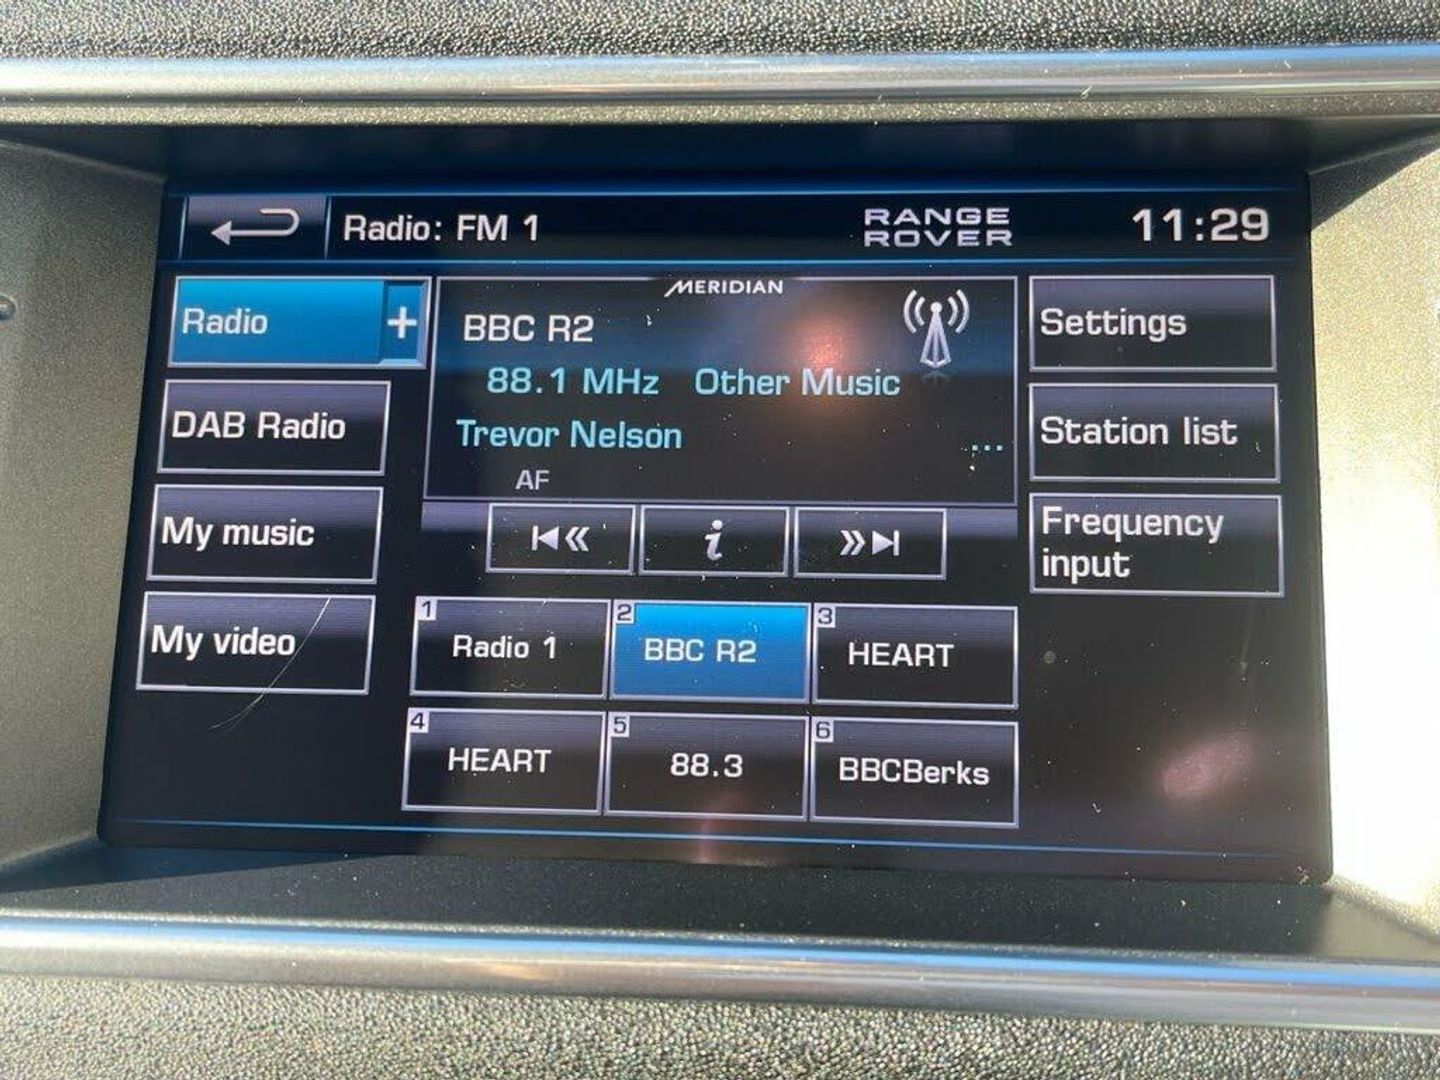 Radio: FM 1
RANGE
ROVER
11:29
Radio +
DAB Radio
My music
My video
MERIDIAN
BBC R2
88.1 MHz Other Music
Trevor Nelson ...
AF
i
Settings
Station list
Frequency
input
1 Radio 1
2 BBC R2
3 HEART
4 HEART
5 88.3
6 BBCBerks